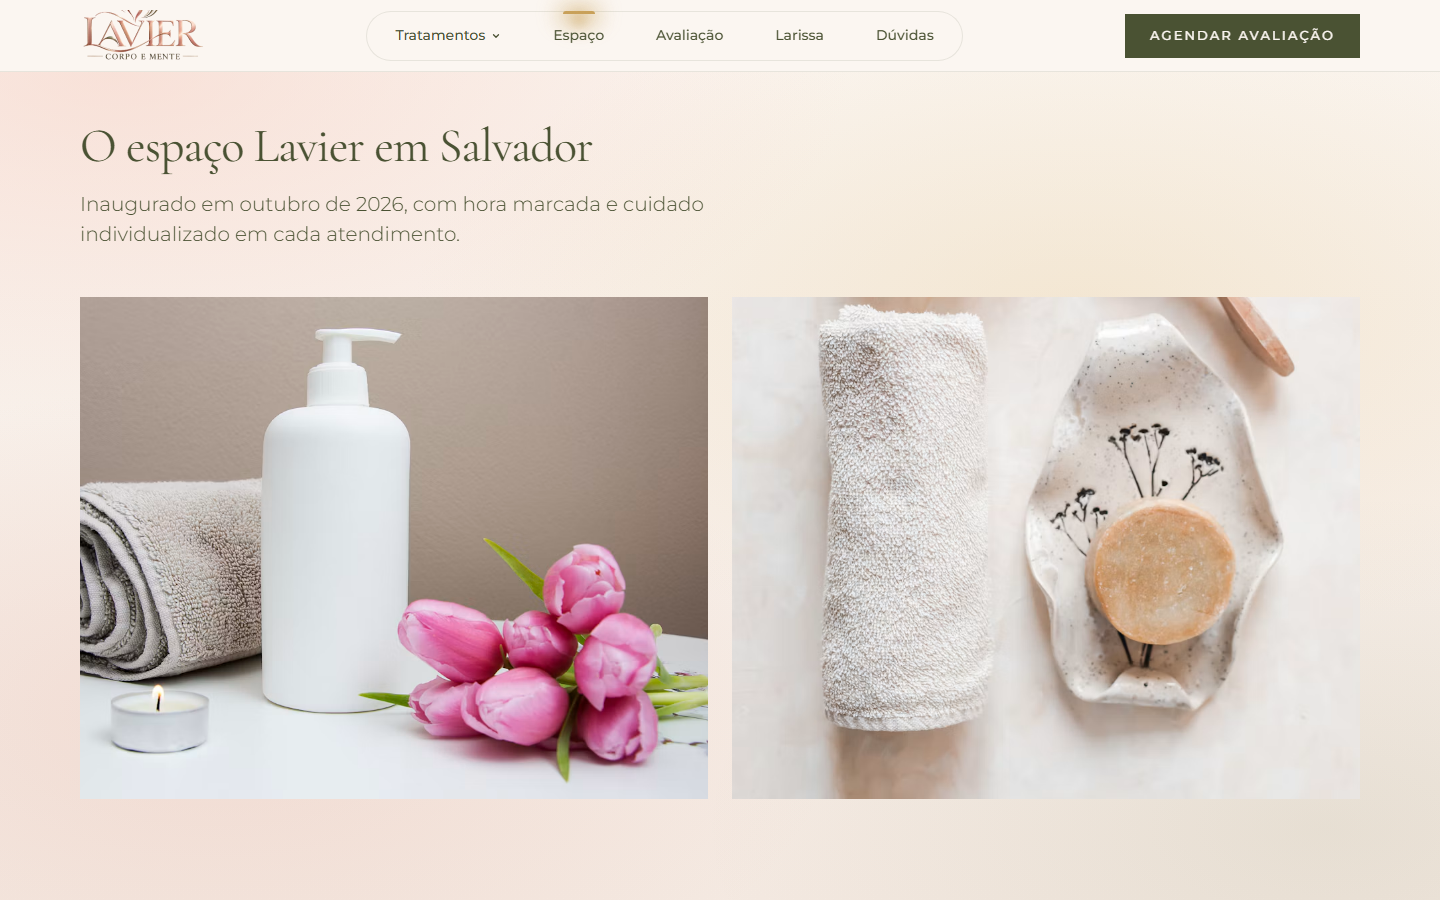 LAVIER
CORPO E MENTE
Tratamentos
Espaço
Avaliação
Larissa
Dúvidas
AGENDAR AVALIAÇÃO
O espaço Lavier em Salvador
Inaugurado em outubro de 2026, com hora marcada e cuidado
individualizado em cada atendimento.